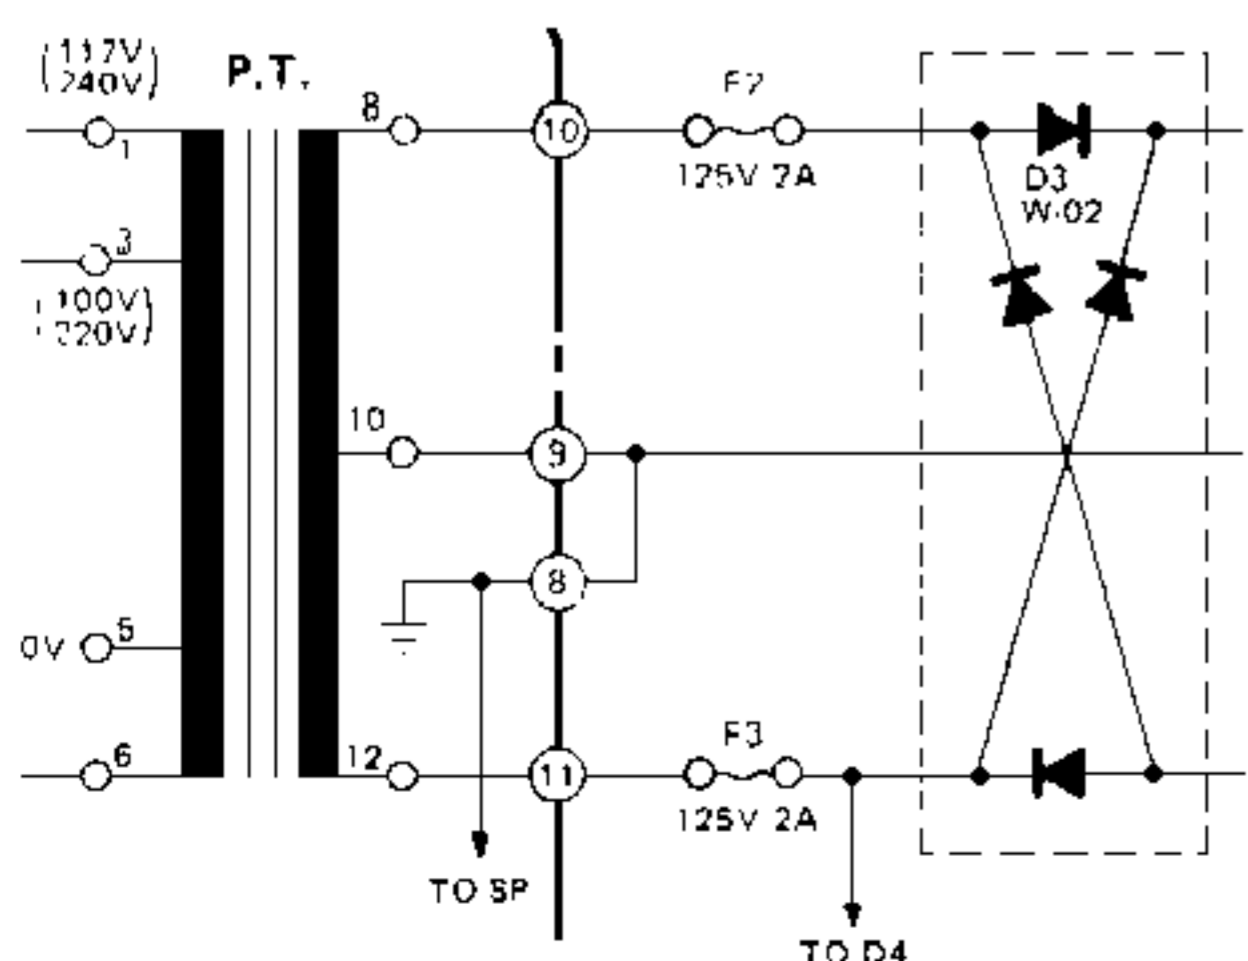 (117V)
(240V)
P.T.
1
3
(100V)
220V)
0V
5
6
8
10
12
10
9
8
11
F2
125V 2A
D3
W-02
F3
125V 2A
TO SP
TO D4